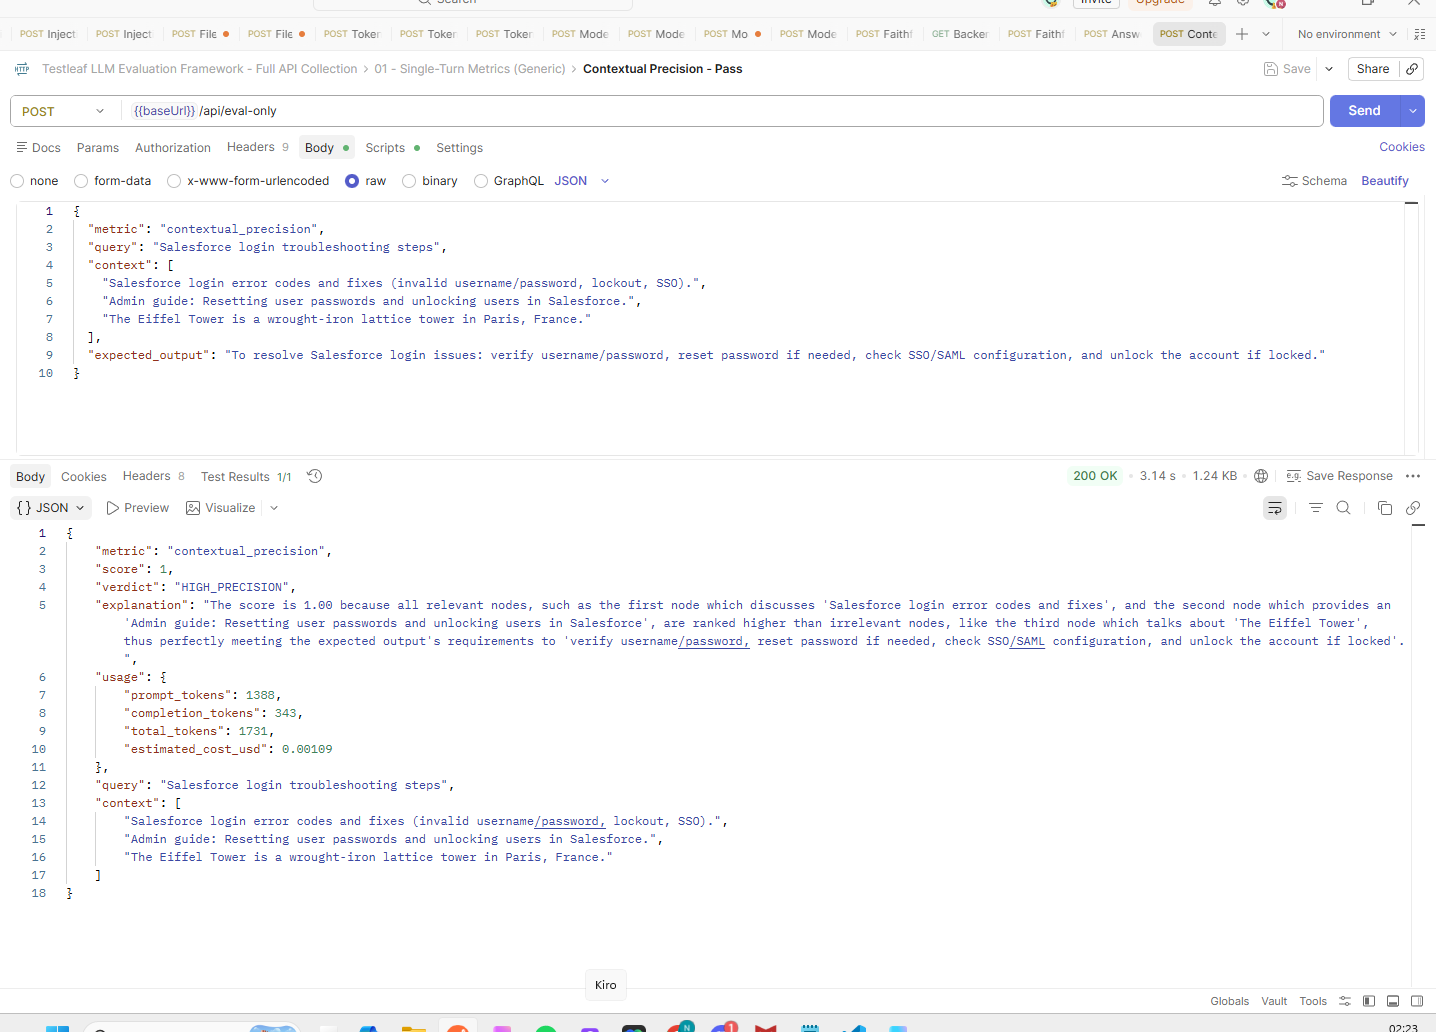 Search
Invite
Upgrade
POST Inject
POST Inject
POST File
POST File
POST Token
POST Token
POST Token
POST Mode
POST Mode
POST Mo
POST Mode
POST Faithf
GET Backer
POST Faithf
POST Answ
POST Conte
No environment
Testleaf LLM Evaluation Framework - Full API Collection > 01 - Single-Turn Metrics (Generic) > Contextual Precision - Pass
Save
Share
POST
{{baseUrl}} /api/eval-only
Send
Docs Params Authorization Headers 9 Body Scripts Settings
Cookies
none form-data x-www-form-urlencoded raw binary GraphQL JSON
Schema Beautify
1 {
2 "metric": "contextual_precision",
3 "query": "Salesforce login troubleshooting steps",
4 "context": [
5 "Salesforce login error codes and fixes (invalid username/password, lockout, SSO).",
6 "Admin guide: Resetting user passwords and unlocking users in Salesforce.",
7 "The Eiffel Tower is a wrought-iron lattice tower in Paris, France."
8 ],
9 "expected_output": "To resolve Salesforce login issues: verify username/password, reset password if needed, check SSO/SAML configuration, and unlock the account if locked."
10 }
Body Cookies Headers 8 Test Results 1/1
200 OK • 3.14 s • 1.24 KB
e.g. Save Response
{} JSON Preview Visualize
1 {
2 "metric": "contextual_precision",
3 "score": 1,
4 "verdict": "HIGH_PRECISION",
5 "explanation": "The score is 1.00 because all relevant nodes, such as the first node which discusses 'Salesforce login error codes and fixes', and the second node which provides an
'Admin guide: Resetting user passwords and unlocking users in Salesforce', are ranked higher than irrelevant nodes, like the third node which talks about 'The Eiffel Tower',
thus perfectly meeting the expected output's requirements to 'verify username/password, reset password if needed, check SSO/SAML configuration, and unlock the account if locked'.
",
6 "usage": {
7 "prompt_tokens": 1388,
8 "completion_tokens": 343,
9 "total_tokens": 1731,
10 "estimated_cost_usd": 0.00109
11 },
12 "query": "Salesforce login troubleshooting steps",
13 "context": [
14 "Salesforce login error codes and fixes (invalid username/password, lockout, SSO).",
15 "Admin guide: Resetting user passwords and unlocking users in Salesforce.",
16 "The Eiffel Tower is a wrought-iron lattice tower in Paris, France."
17 ]
18 }
Kiro
Globals Vault Tools
02:23